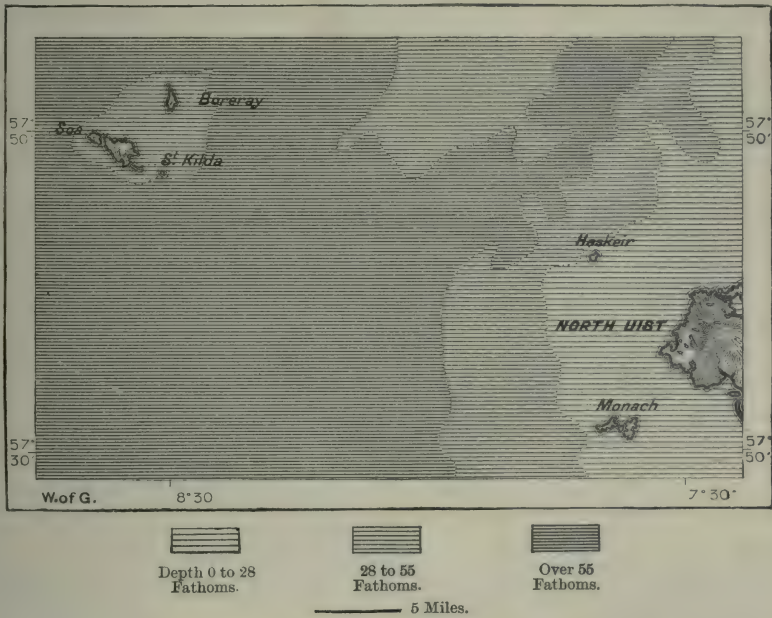 Boreray
57°
50'
Soa
St Kilda
57°
50'
Haskeir
NORTH UIST
Monach
57°
30'
57°
50'
W. of G.
8°30
7°30'
Depth 0 to 28
Fathoms.
28 to 55
Fathoms.
Over 55
Fathoms.
5 Miles.